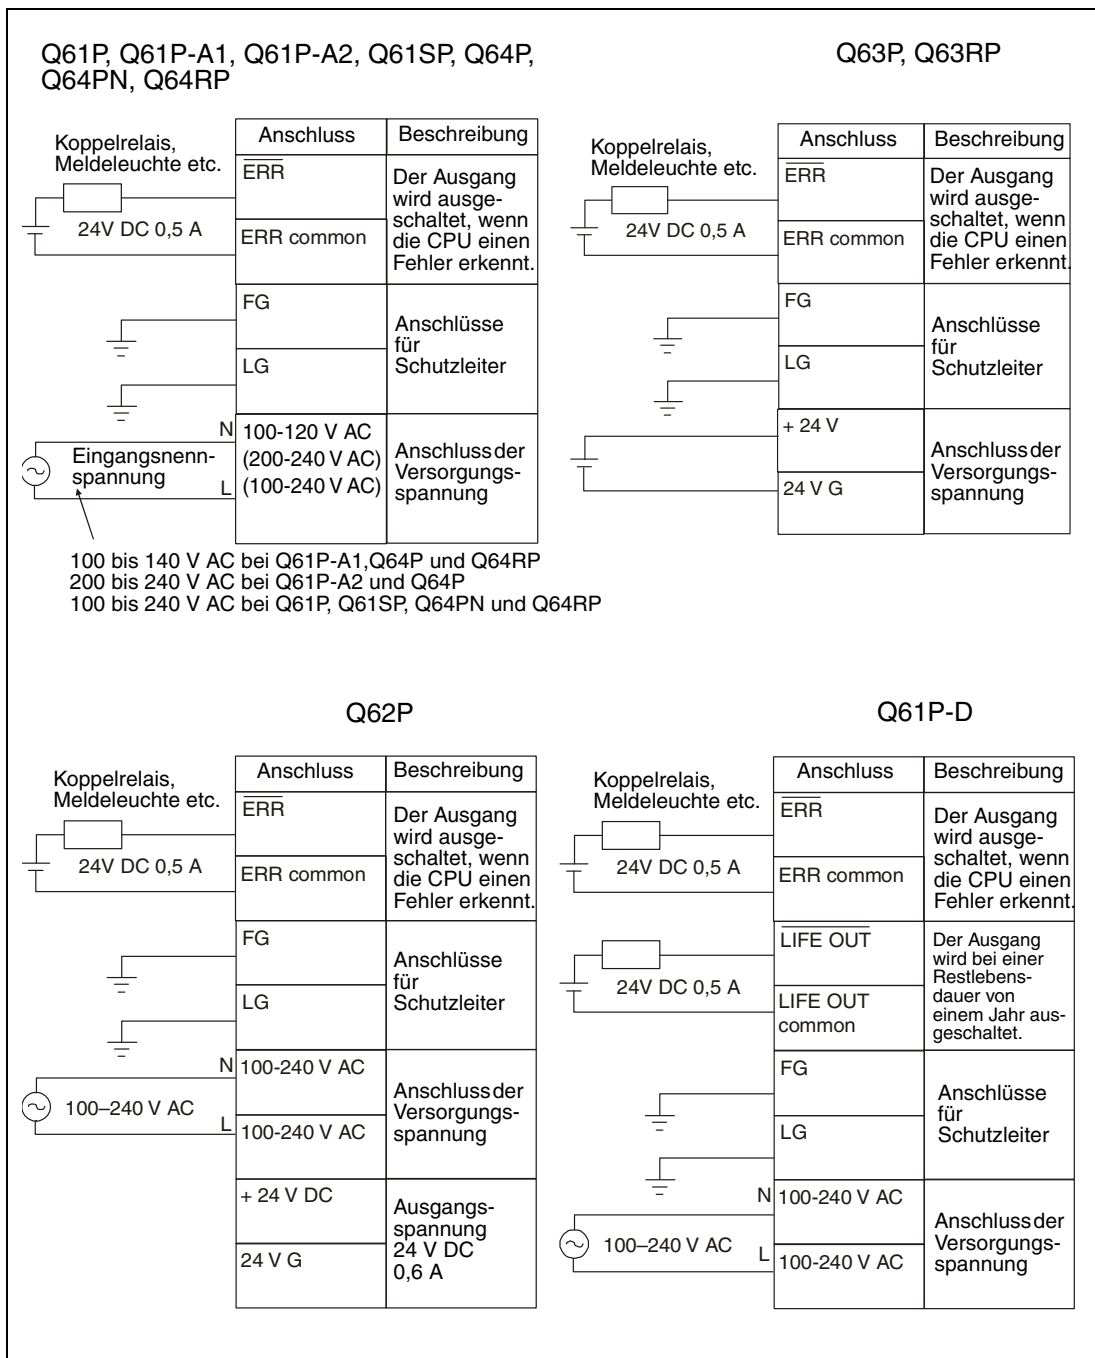 Q61P, Q61P-A1, Q61P-A2, Q61SP, Q64P,
Q64PN, Q64RP
Koppelrelais,
Meldeleuchte etc.
24V DC 0,5 A
Anschluss
Beschreibung
ERR
ERR common
Der Ausgang
wird ausge-
schaltet, wenn
die CPU einen
Fehler erkennt.
FG
LG
Anschlüsse
für
Schutzleiter
N
L
Eingangsnenn-
spannung
100-120 V AC
(200-240 V AC)
(100-240 V AC)
Anschluss der
Versorgungs-
spannung
100 bis 140 V AC bei Q61P-A1,Q64P und Q64RP
200 bis 240 V AC bei Q61P-A2 und Q64P
100 bis 240 V AC bei Q61P, Q61SP, Q64PN und Q64RP
Q63P, Q63RP
Koppelrelais,
Meldeleuchte etc.
24V DC 0,5 A
Anschluss
Beschreibung
ERR
ERR common
Der Ausgang
wird ausge-
schaltet, wenn
die CPU einen
Fehler erkennt.
FG
LG
Anschlüsse
für
Schutzleiter
+ 24 V
24 V G
Anschluss der
Versorgungs-
spannung
Q62P
Koppelrelais,
Meldeleuchte etc.
24V DC 0,5 A
Anschluss
Beschreibung
ERR
ERR common
Der Ausgang
wird ausge-
schaltet, wenn
die CPU einen
Fehler erkennt.
FG
LG
Anschlüsse
für
Schutzleiter
N
L
100–240 V AC
100-240 V AC
100-240 V AC
Anschluss der
Versorgungs-
spannung
+ 24 V DC
24 V G
Ausgangs-
spannung
24 V DC
0,6 A
Q61P-D
Koppelrelais,
Meldeleuchte etc.
24V DC 0,5 A
Anschluss
Beschreibung
ERR
ERR common
Der Ausgang
wird ausge-
schaltet, wenn
die CPU einen
Fehler erkennt.
24V DC 0,5 A
LIFE OUT
LIFE OUT
common
Der Ausgang
wird bei einer
Restlebens-
dauer von
einem Jahr aus-
geschaltet.
FG
LG
Anschlüsse
für
Schutzleiter
N
L
100–240 V AC
100-240 V AC
100-240 V AC
Anschluss der
Versorgungs-
spannung